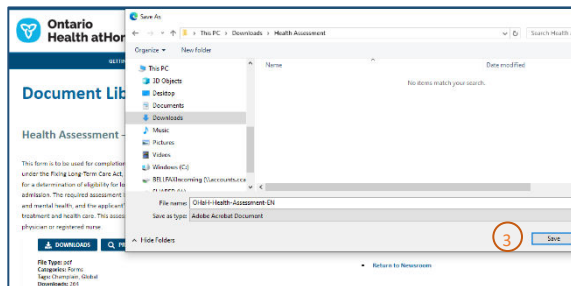 Ontario
Health atHor
GETTI
Document Lib
Health Assessment -
This form is to be used for completion
under the Fixing Long-Term Care Act,
for a determination of eligibility for lo
admission. The required assessment i
and mental health, and the applicant'
treatment and health care. This asses
physician or registered nurse
DOWNLOADS
File Type: pdf
Categories: Forms
Tags: Champlain, Global
Downloads: 264
Return to Newsroom
Save As
This PC > Downloads > Health Assessment
Search Health
Organize
New folder
Name
Date modified
No items match your search.
This PC
3D Objects
Desktop
Documents
Downloads
Music
Pictures
Videos
Windows (C:)
File name: OHaH-Health-Assessment-EN
Save as type: Adobe Acrobat Document
Hide Folders
3
Save